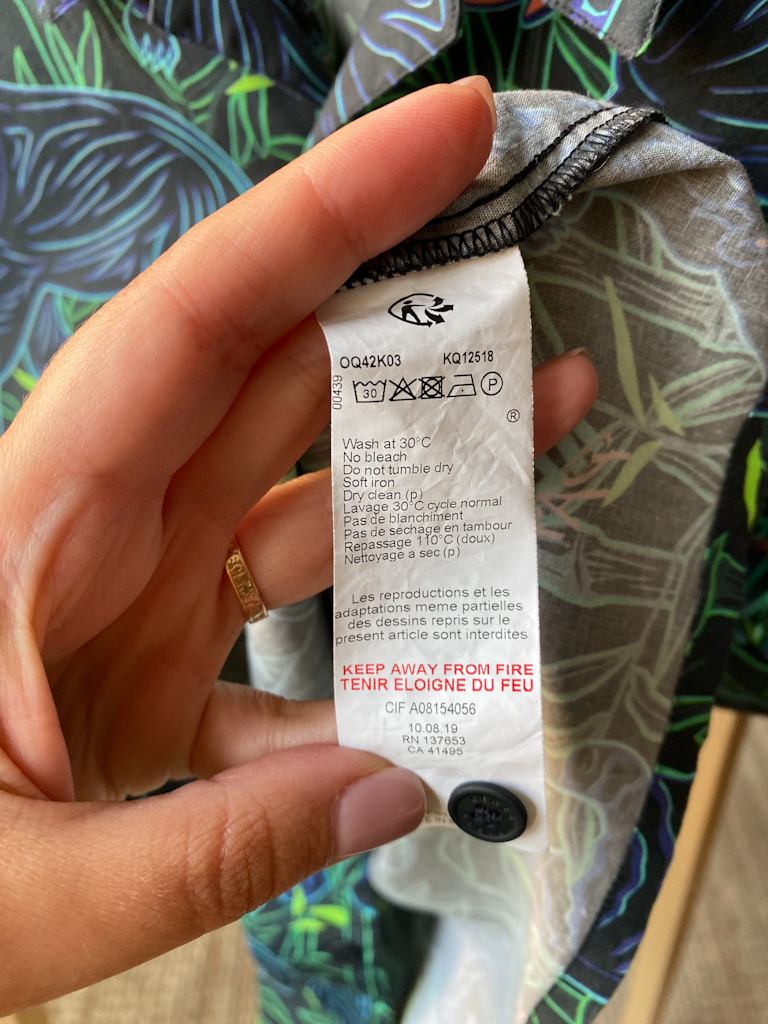 OQ42K03 KQ12518
00439
30 P
®
Wash at 30°C
No bleach
Do not tumble dry
Soft iron
Dry clean (p)
Lavage 30°C cycle normal
Pas de blanchiment
Pas de séchage en tambour
Repassage 110°C (doux)
Nettoyage a sec (p)
Les reproductions et les
adaptations meme partielles
des dessins repris sur le
present article sont interdites
KEEP AWAY FROM FIRE
TENIR ELOIGNE DU FEU
CIF A08154056
10.08.19
RN 137653
CA 41495